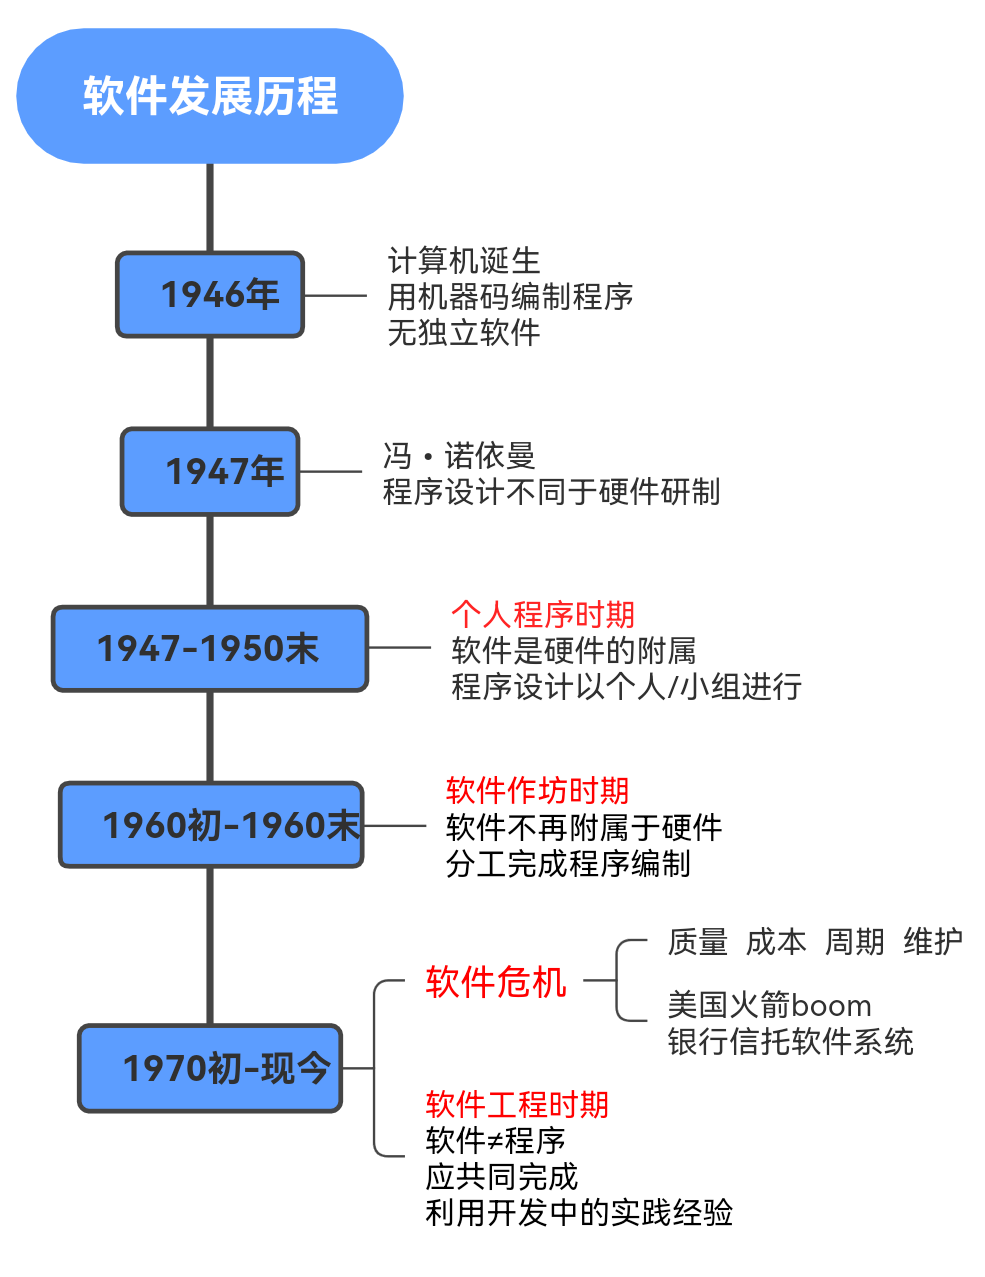 软件发展历程
1946年
计算机诞生
用机器码编制程序
无独立软件
1947年
冯·诺依曼
程序设计不同于硬件研制
1947-1950末
个人程序时期
软件是硬件的附属
程序设计以个人/小组进行
1960初-1960末
软件作坊时期
软件不再附属于硬件
分工完成程序编制
1970初-现今
软件危机
质量 成本 周期 维护
美国火箭boom
银行信托软件系统
软件工程时期
软件≠程序
应共同完成
利用开发中的实践经验